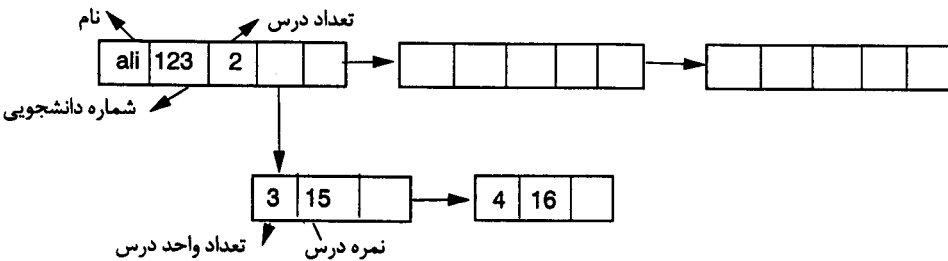 نام
تعداد درس
ali 123 2
شماره دانشجویی
3 15
4 16
تعداد واحد درس
نمره درس